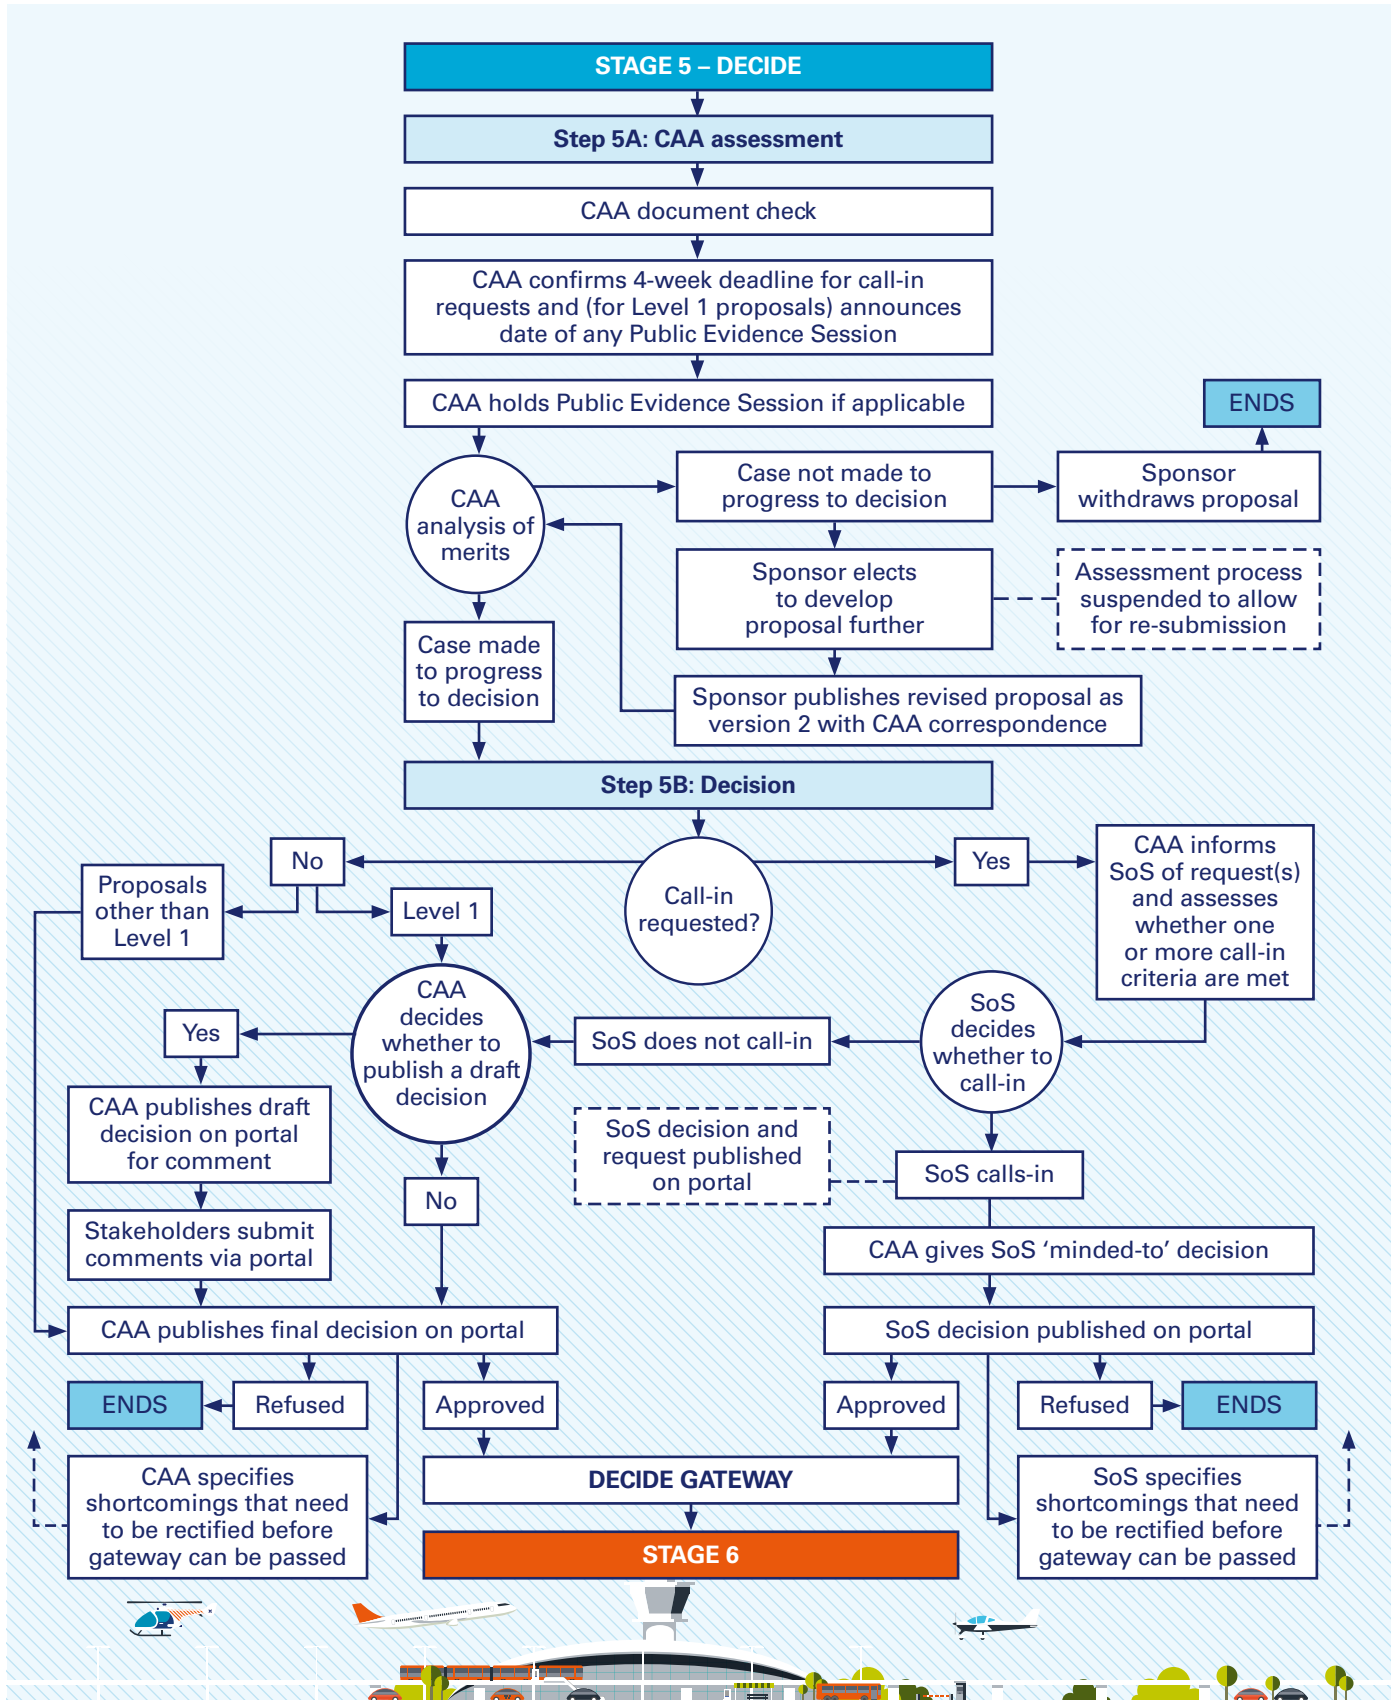 STAGE 5 – DECIDE
Step 5A: CAA assessment
CAA document check
CAA confirms 4-week deadline for call-in
requests and (for Level 1 proposals) announces
date of any Public Evidence Session
CAA holds Public Evidence Session if applicable
ENDS
CAA
analysis of
merits
Case not made to
progress to decision
Sponsor
withdraws proposal
Sponsor elects
to develop
proposal further
Assessment process
suspended to allow
for re-submission
Case made
to progress
to decision
Sponsor publishes revised proposal as
version 2 with CAA correspondence
Step 5B: Decision
No
Call-in
requested?
Yes
CAA informs
SoS of request(s)
and assesses
whether one
or more call-in
criteria are met
Proposals
other than
Level 1
Level 1
CAA
decides
whether to
publish a draft
decision
Yes
SoS does not call-in
SoS
decides
whether to
call-in
CAA publishes draft
decision on portal
for comment
SoS decision and
request published
on portal
SoS calls-in
No
Stakeholders submit
comments via portal
CAA gives SoS ‘minded-to’ decision
CAA publishes final decision on portal
SoS decision published on portal
ENDS
Refused
Approved
Approved
Refused
ENDS
CAA specifies
shortcomings that need
to be rectified before
gateway can be passed
DECIDE GATEWAY
SoS specifies
shortcomings that need
to be rectified before
gateway can be passed
STAGE 6